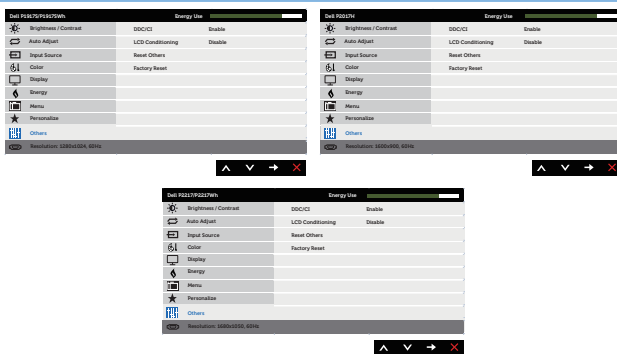 Dell P1917S/P1917SWh Energy Use
Brightness / Contrast DDC/CI Enable
Auto Adjust LCD Conditioning Disable
Input Source Reset Others
Color Factory Reset
Display
Energy
Menu
Personalize
Others
Resolution: 1280x1024, 60Hz
Dell P2017H Energy Use
Brightness / Contrast DDC/CI Enable
Auto Adjust LCD Conditioning Disable
Input Source Reset Others
Color Factory Reset
Display
Energy
Menu
Personalize
Others
Resolution: 1600x900, 60Hz
Dell P2217/P2217Wh Energy Use
Brightness / Contrast DDC/CI Enable
Auto Adjust LCD Conditioning Disable
Input Source Reset Others
Color Factory Reset
Display
Energy
Menu
Personalize
Others
Resolution: 1680x1050, 60Hz